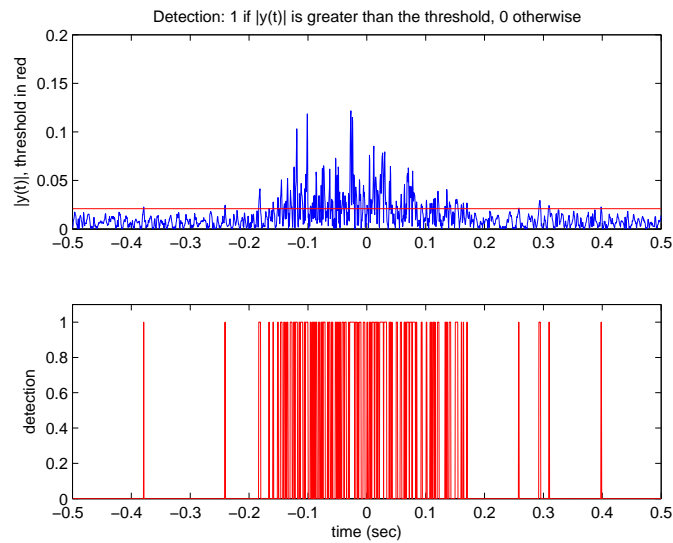 Detection: 1 if |y(t)| is greater than the threshold, 0 otherwise
|y(t)|, threshold in red
0.2
0.15
0.1
0.05
0
−0.5 −0.4 −0.3 −0.2 −0.1 0 0.1 0.2 0.3 0.4 0.5
detection
1
0.8
0.6
0.4
0.2
0
−0.5 −0.4 −0.3 −0.2 −0.1 0 0.1 0.2 0.3 0.4 0.5
time (sec)